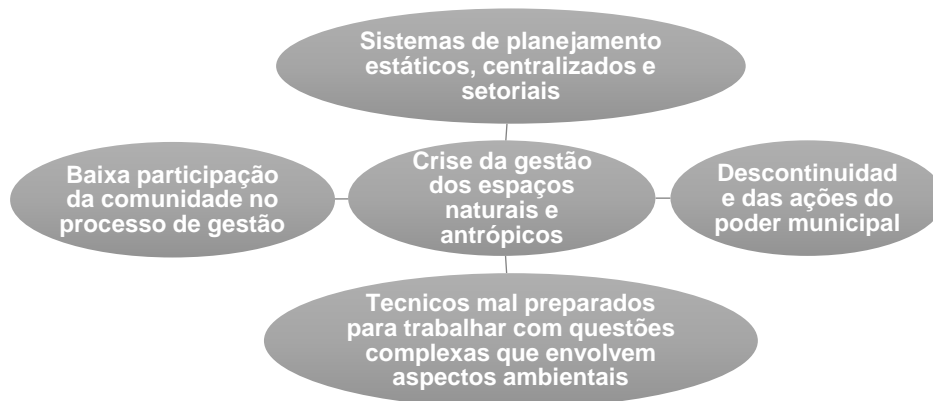 Sistemas de planejamento
estáticos, centralizados e
setoriais
Baixa participação
da comunidade no
processo de gestão
Crise da gestão
dos espaços
naturais e
antrópicos
Descontinuidad
e das ações do
poder municipal
Tecnicos mal preparados
para trabalhar com questões
complexas que envolvem
aspectos ambientais